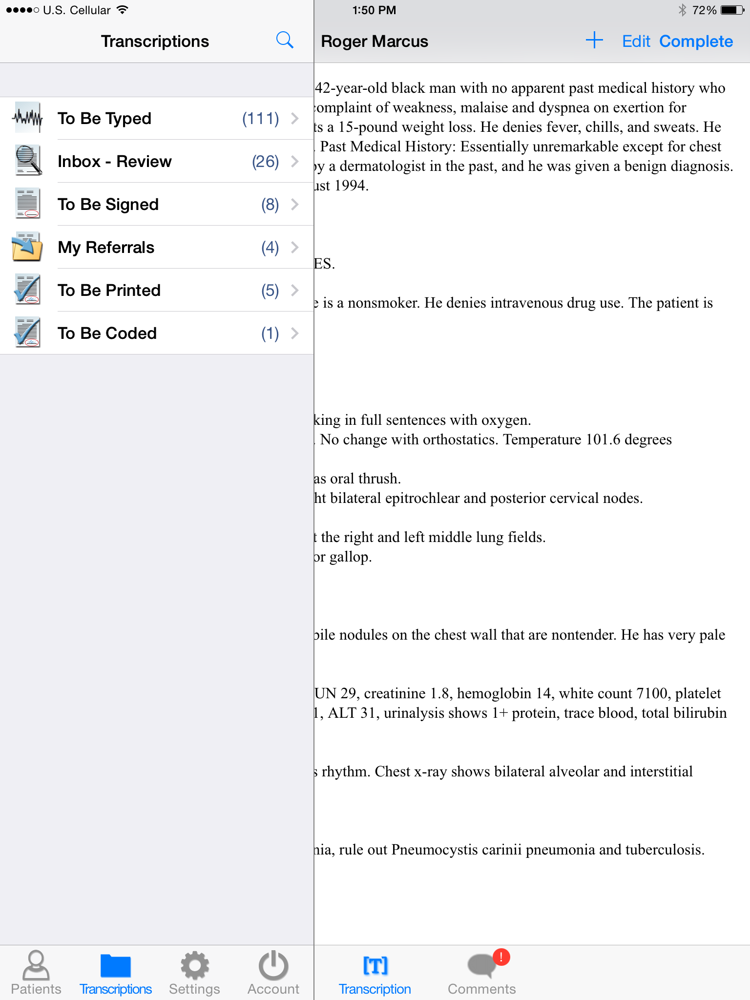 U.S. Cellular
1:50 PM
72%
Transcriptions
To Be Typed (111)
Inbox - Review (26)
To Be Signed (8)
My Referrals (4)
To Be Printed (5)
To Be Coded (1)
Patients
Transcriptions
Settings
Account
Roger Marcus
+ Edit Complete
42-year-old black man with no apparent past medical history who
complaint of weakness, malaise and dyspnea on exertion for
ts a 15-pound weight loss. He denies fever, chills, and sweats. He
. Past Medical History: Essentially unremarkable except for chest
by a dermatologist in the past, and he was given a benign diagnosis.
ust 1994.
ES.
e is a nonsmoker. He denies intravenous drug use. The patient is
king in full sentences with oxygen.
. No change with orthostatics. Temperature 101.6 degrees
as oral thrush.
ht bilateral epitrochlear and posterior cervical nodes.
t the right and left middle lung fields.
or gallop.
bile nodules on the chest wall that are nontender. He has very pale
UN 29, creatinine 1.8, hemoglobin 14, white count 7100, platelet
1, ALT 31, urinalysis shows 1+ protein, trace blood, total bilirubin
s rhythm. Chest x-ray shows bilateral alveolar and interstitial
nia, rule out Pneumocystis carinii pneumonia and tuberculosis.
[T]
!
Transcription
Comments